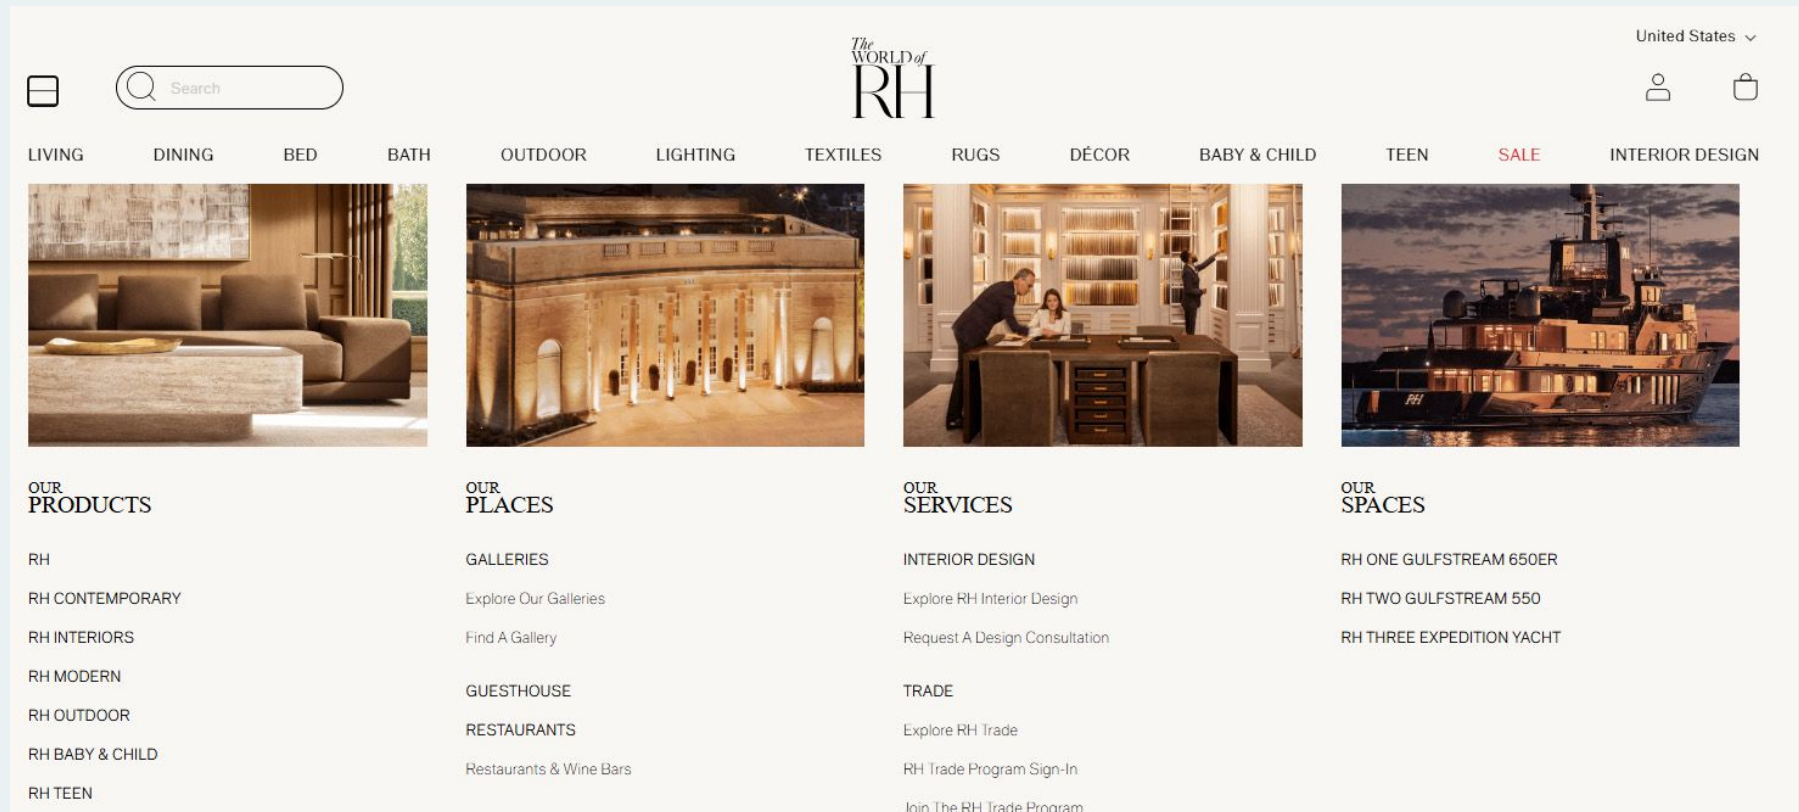 United States
Search
The
WORLD of
RH
LIVING
DINING
BED
BATH
OUTDOOR
LIGHTING
TEXTILES
RUGS
DÉCOR
BABY & CHILD
TEEN
SALE
INTERIOR DESIGN
RH
OUR
PRODUCTS
RH
RH CONTEMPORARY
RH INTERIORS
RH MODERN
RH OUTDOOR
RH BABY & CHILD
RH TEEN
OUR
PLACES
GALLERIES
Explore Our Galleries
Find A Gallery
GUESTHOUSE
RESTAURANTS
Restaurants & Wine Bars
OUR
SERVICES
INTERIOR DESIGN
Explore RH Interior Design
Request A Design Consultation
TRADE
Explore RH Trade
RH Trade Program Sign-In
Join The RH Trade Program
OUR
SPACES
RH ONE GULFSTREAM 650ER
RH TWO GULFSTREAM 550
RH THREE EXPEDITION YACHT